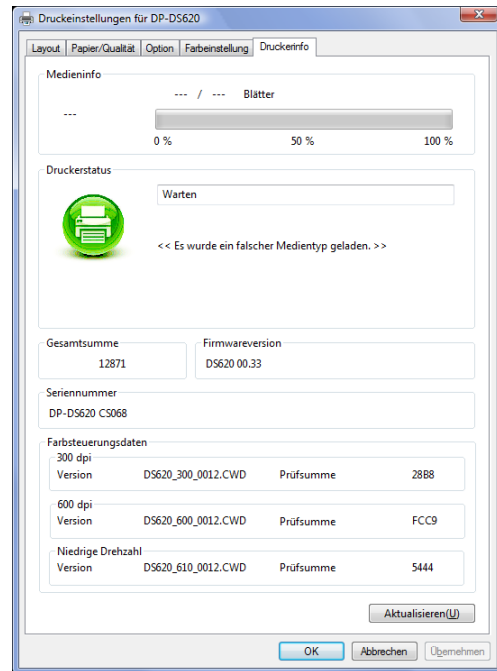 Druckeinstellungen für DP-DS620
Layout Papier/Qualität Option Farbeinstellung Druckerinfo
Medieninfo
--- / --- Blätter
---
0 % 50 % 100 %
Druckerstatus
Warten
<< Es wurde ein falscher Medientyp geladen. >>
Gesamtsumme Firmwareversion
12871 DS620 00.33
Seriennummer
DP-DS620 CS068
Farbsteuerungsdaten
300 dpi
Version DS620_300_0012.CWD Prüfsumme 28B8
600 dpi
Version DS620_600_0012.CWD Prüfsumme FCC9
Niedrige Drehzahl
Version DS620_610_0012.CWD Prüfsumme 5444
Aktualisieren(U)
OK Abbrechen Übernehmen